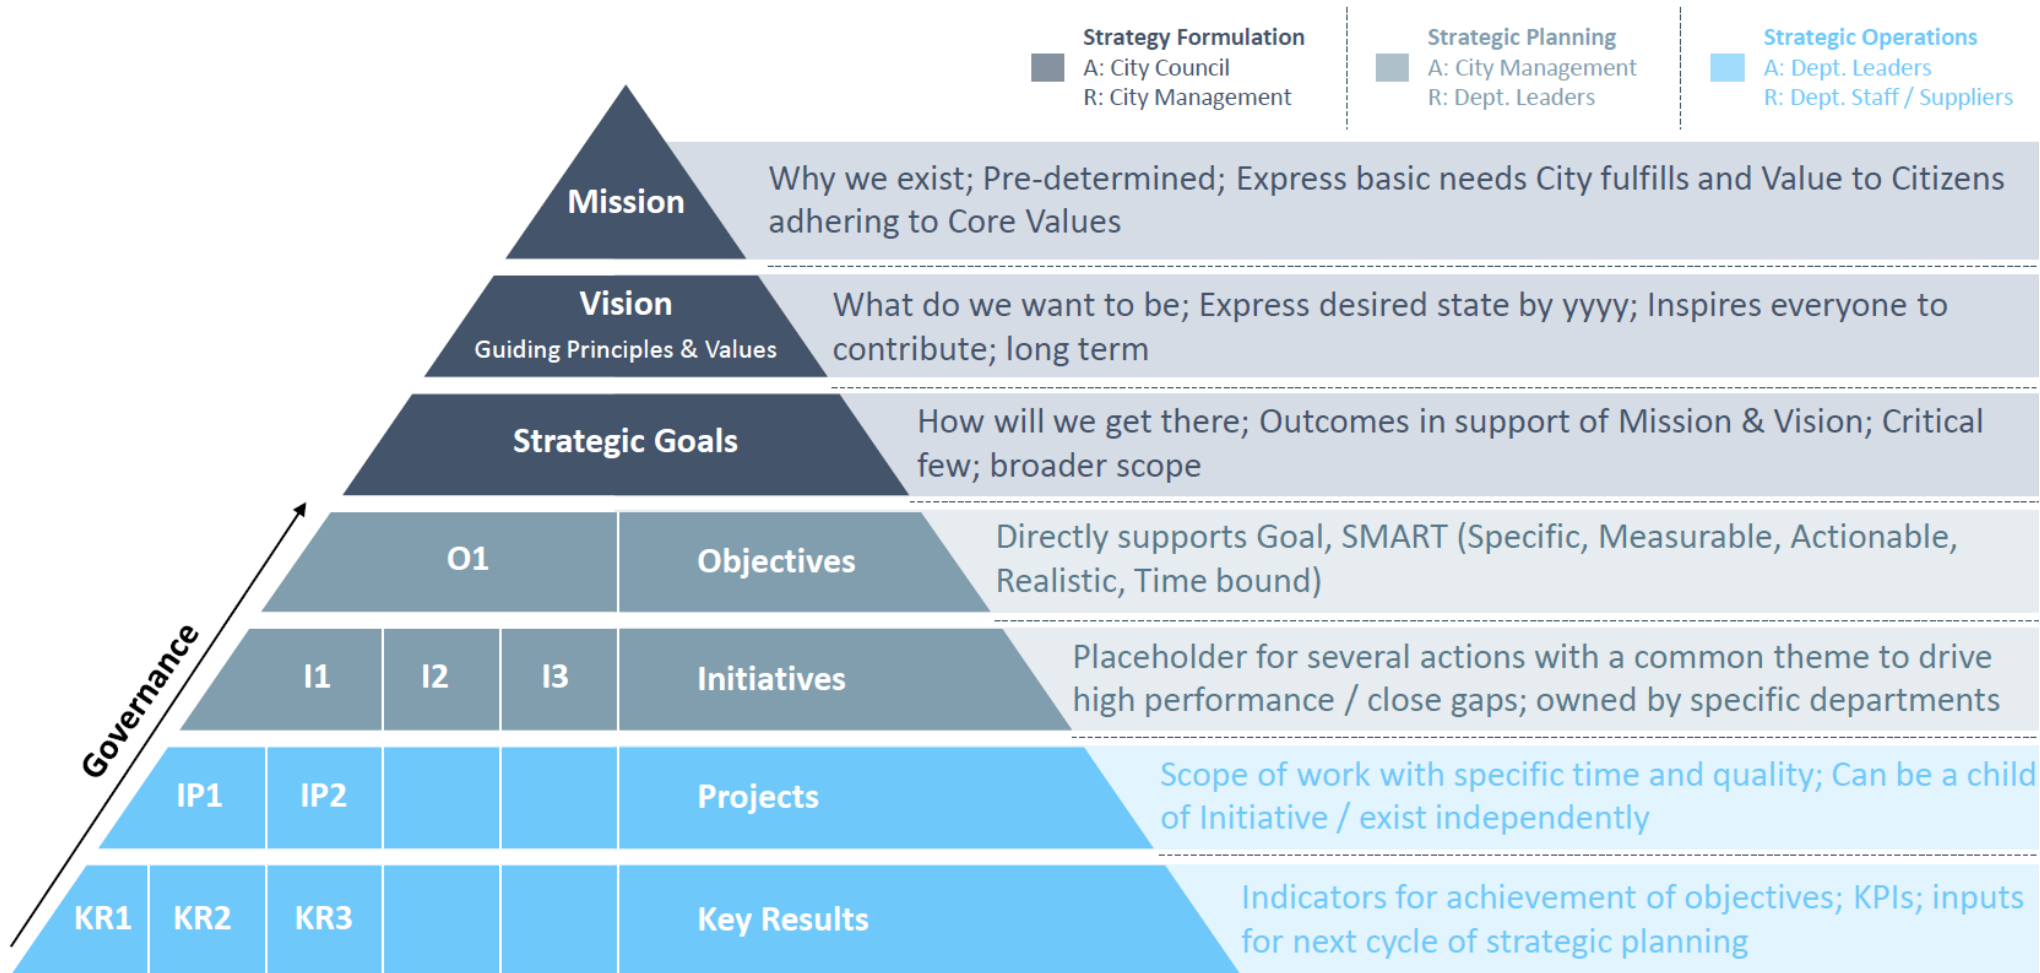 Strategy Formulation
A: City Council
R: City Management
Strategic Planning
A: City Management
R: Dept. Leaders
Strategic Operations
A: Dept. Leaders
R: Dept. Staff / Suppliers
Mission
Why we exist; Pre-determined; Express basic needs City fulfills and Value to Citizens
adhering to Core Values
Vision
Guiding Principles & Values
What do we want to be; Express desired state by yyyy; Inspires everyone to
contribute; long term
Strategic Goals
How will we get there; Outcomes in support of Mission & Vision; Critical
few; broader scope
Governance
O1
Objectives
Directly supports Goal, SMART (Specific, Measurable, Actionable,
Realistic, Time bound)
I1
I2
I3
Initiatives
Placeholder for several actions with a common theme to drive
high performance / close gaps; owned by specific departments
IP1
IP2
Projects
Scope of work with specific time and quality; Can be a child
of Initiative / exist independently
KR1
KR2
KR3
Key Results
Indicators for achievement of objectives; KPIs; inputs
for next cycle of strategic planning